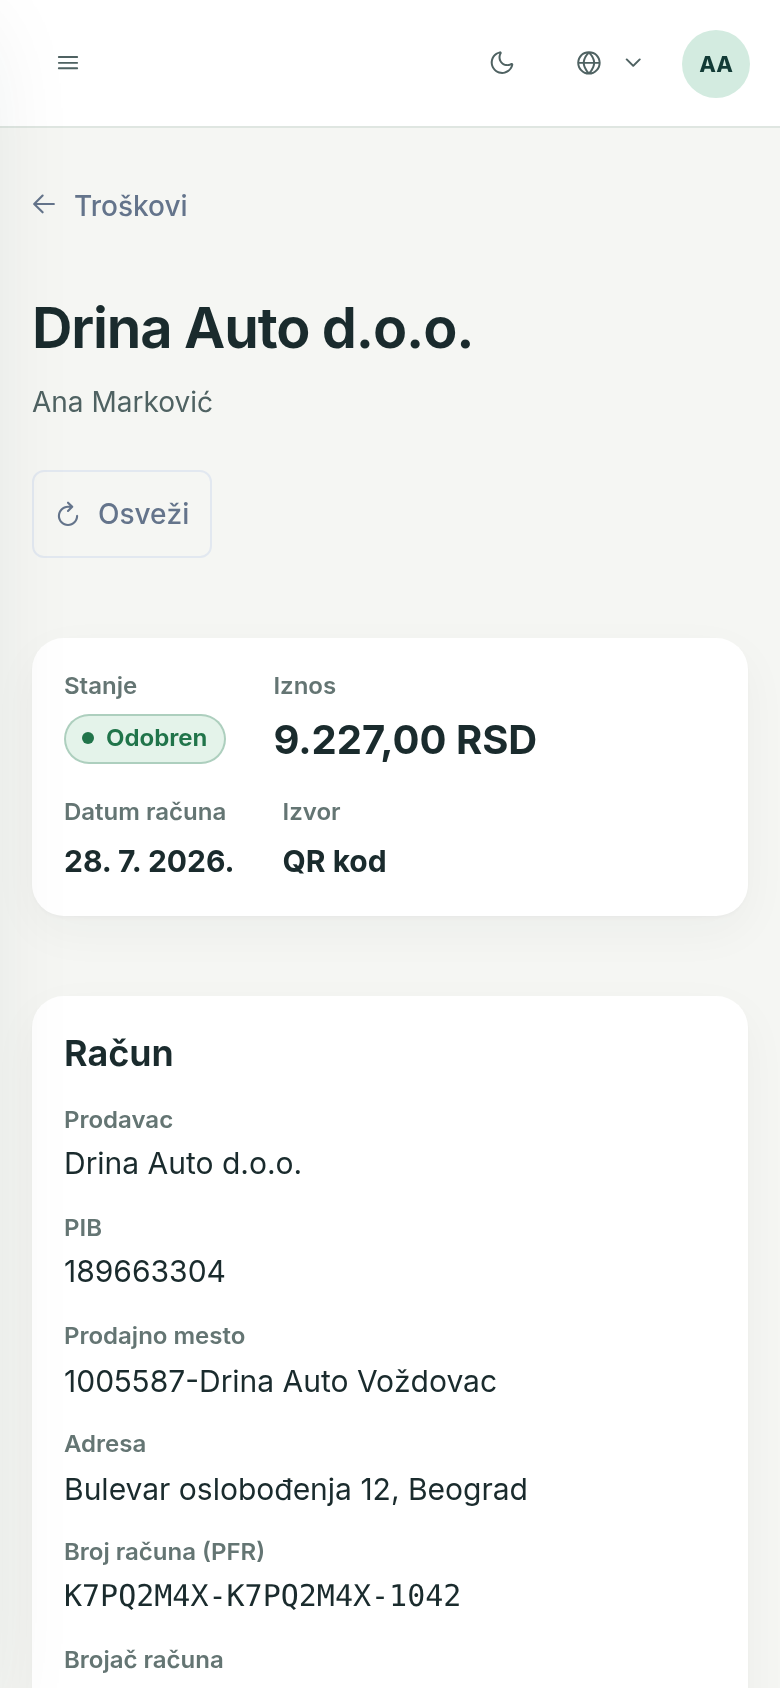 AA
Troškovi
Drina Auto d.o.o.
Ana Marković
Osveži
Stanje
Odobren
Iznos
9.227,00 RSD
Datum računa
28. 7. 2026.
Izvor
QR kod
Račun
Prodavac
Drina Auto d.o.o.
PIB
189663304
Prodajno mesto
1005587-Drina Auto Voždovac
Adresa
Bulevar oslobođenja 12, Beograd
Broj računa (PFR)
K7PQ2M4X-K7PQ2M4X-1042
Brojač računa